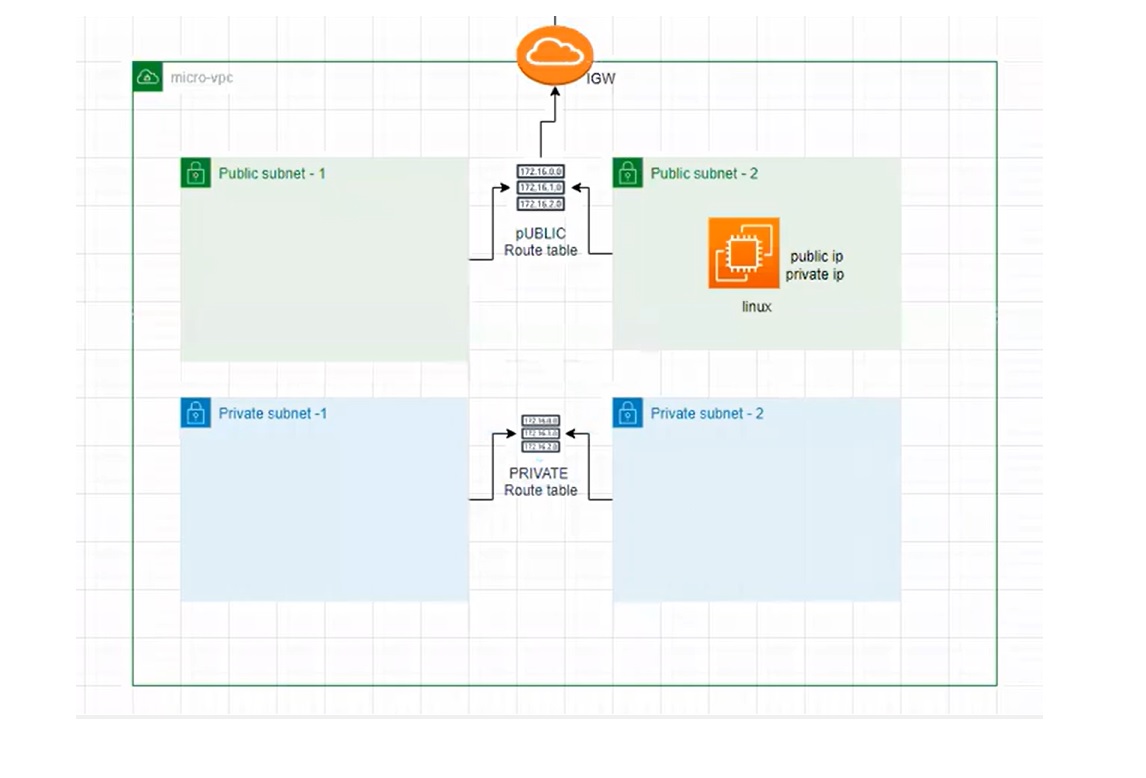 IGW
micro-vpc
Public subnet - 1
172.16.0.0
172.16.1.0
172.16.2.0
pUBLIC
Route table
Public subnet - 2
public ip
private ip
linux
Private subnet -1
172.16.0.0
172.16.1.0
172.16.2.0
PRIVATE
Route table
Private subnet - 2